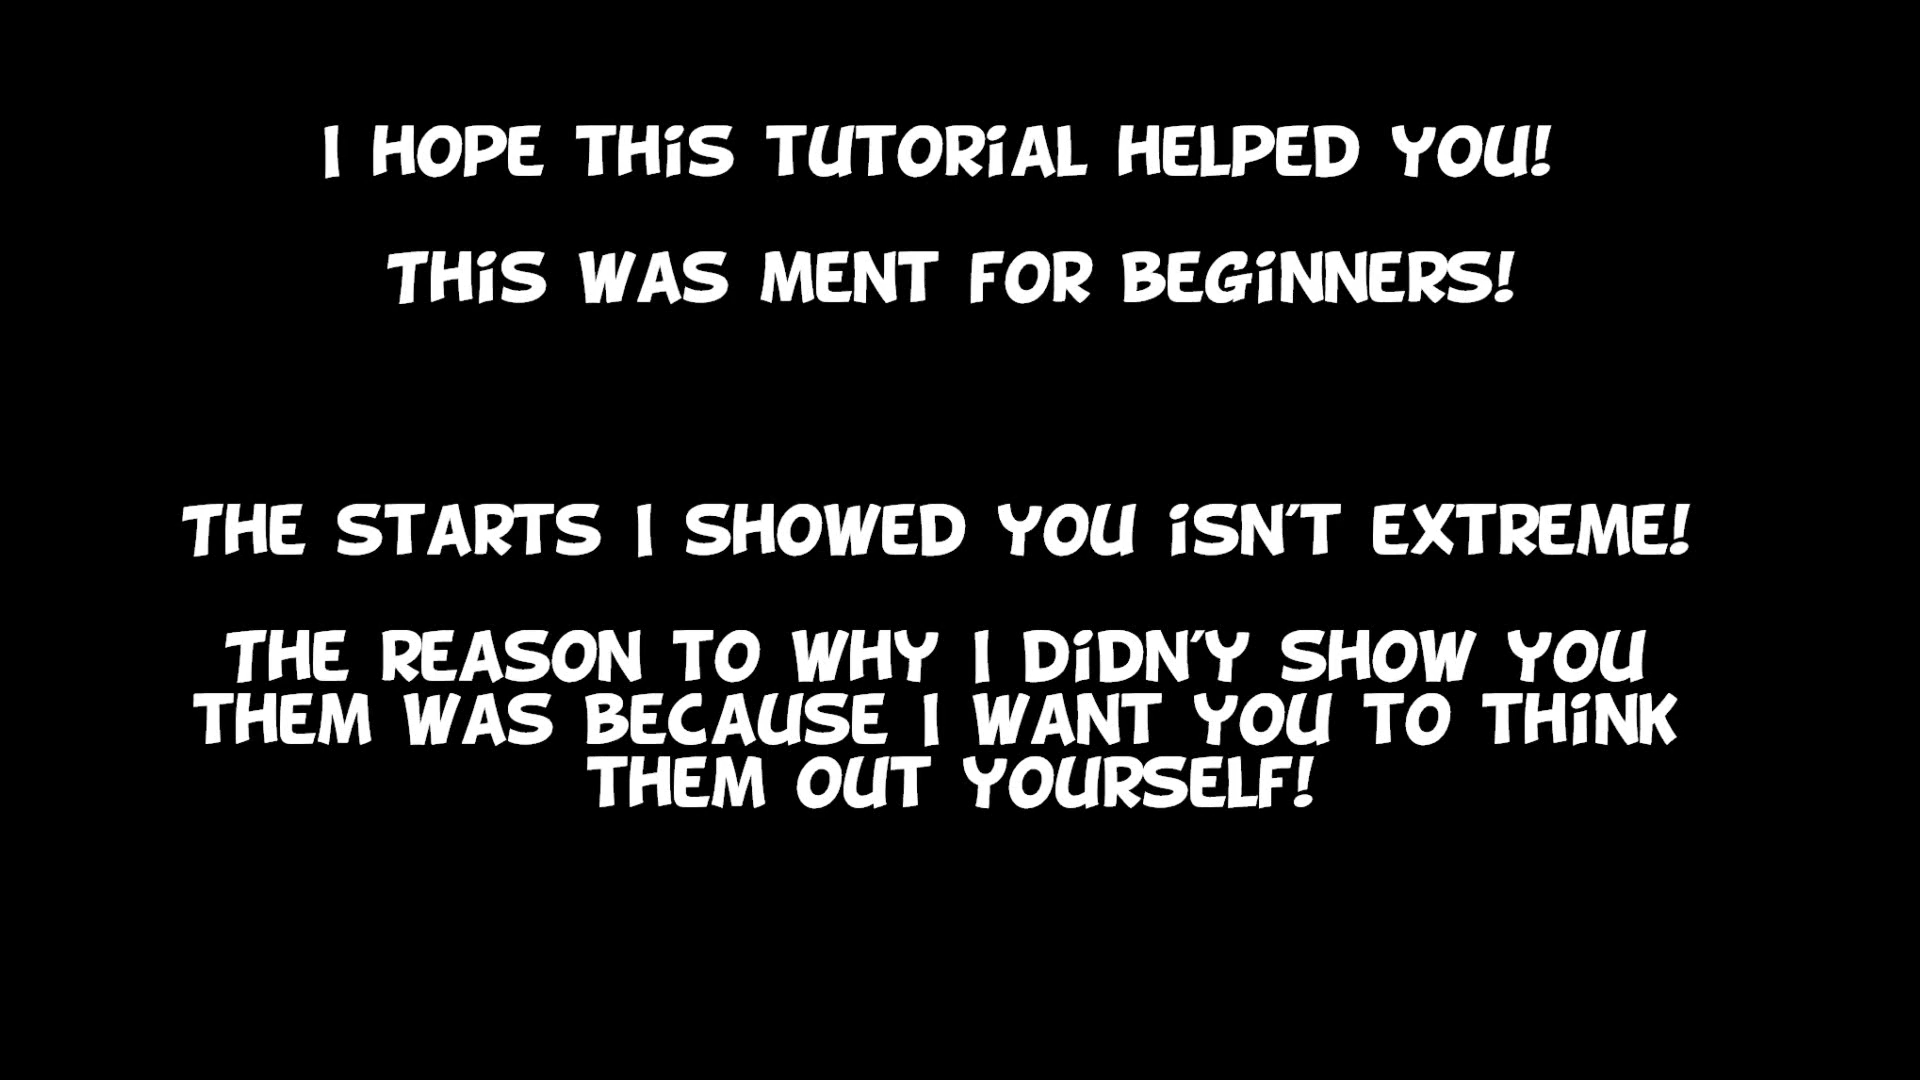 I HOPE THIS TUTORIAL HELPED YOU!
THIS WAS MENT FOR BEGINNERS!
THE STARTS I SHOWED YOU ISN'T EXTREME!
THE REASON TO WHY I DIDN'Y SHOW YOU
THEM WAS BECAUSE I WANT YOU TO THINK
THEM OUT YOURSELF!